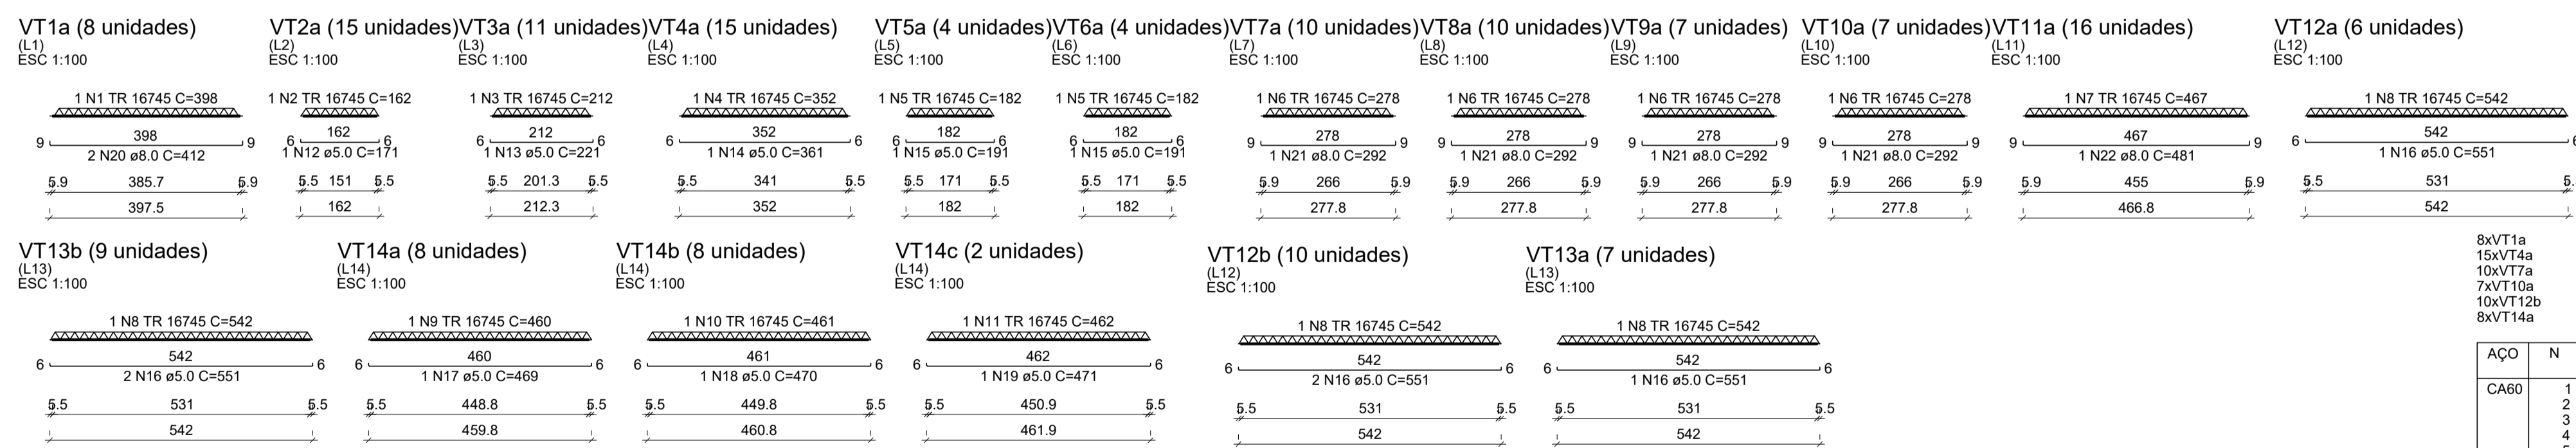 VT1a (8 unidades)
(L1)
ESC 1:100
1 N1 TR 16745 C=398
398
9 9
2 N20 ø8.0 C=412
5.9 385.7 5.9
397.5
VT2a (15 unidades)
(L2)
ESC 1:100
1 N2 TR 16745 C=162
162
6 6
1 N12 ø5.0 C=171
5.5 151 5.5
162
VT3a (11 unidades)
(L3)
ESC 1:100
1 N3 TR 16745 C=212
212
6 6
1 N13 ø5.0 C=221
5.5 201.3 5.5
212.3
VT4a (15 unidades)
(L4)
ESC 1:100
1 N4 TR 16745 C=352
352
6 6
1 N14 ø5.0 C=361
5.5 341 5.5
352
VT5a (4 unidades)
(L5)
ESC 1:100
1 N5 TR 16745 C=182
182
6 6
1 N15 ø5.0 C=191
5.5 171 5.5
182
VT6a (4 unidades)
(L6)
ESC 1:100
1 N5 TR 16745 C=182
182
6 6
1 N15 ø5.0 C=191
5.5 171 5.5
182
VT7a (10 unidades)
(L7)
ESC 1:100
1 N6 TR 16745 C=278
278
9 9
1 N21 ø8.0 C=292
5.9 266 5.9
277.8
VT8a (10 unidades)
(L8)
ESC 1:100
1 N6 TR 16745 C=278
278
9 9
1 N21 ø8.0 C=292
5.9 266 5.9
277.8
VT9a (7 unidades)
(L9)
ESC 1:100
1 N6 TR 16745 C=278
278
9 9
1 N21 ø8.0 C=292
5.9 266 5.9
277.8
VT10a (7 unidades)
(L10)
ESC 1:100
1 N6 TR 16745 C=278
278
9 9
1 N21 ø8.0 C=292
5.9 266 5.9
277.8
VT11a (16 unidades)
(L11)
ESC 1:100
1 N7 TR 16745 C=467
467
9 9
1 N22 ø8.0 C=481
5.9 455 5.9
466.8
VT12a (6 unidades)
(L12)
ESC 1:100
1 N8 TR 16745 C=542
542
6
1 N16 ø5.0 C=551
5.5 531
542
VT13b (9 unidades)
(L13)
ESC 1:100
1 N8 TR 16745 C=542
542
6 6
2 N16 ø5.0 C=551
5.5 531 5.5
542
VT14a (8 unidades)
(L14)
ESC 1:100
1 N9 TR 16745 C=460
460
6 6
1 N17 ø5.0 C=469
5.5 448.8 5.5
459.8
VT14b (8 unidades)
(L14)
ESC 1:100
1 N10 TR 16745 C=461
461
6 6
1 N18 ø5.0 C=470
5.5 449.8 5.5
460.8
VT14c (2 unidades)
(L14)
ESC 1:100
1 N11 TR 16745 C=462
462
6 6
1 N19 ø5.0 C=471
5.5 450.9 5.5
461.9
VT12b (10 unidades)
(L12)
ESC 1:100
1 N8 TR 16745 C=542
542
6 6
2 N16 ø5.0 C=551
5.5 531 5.5
542
VT13a (7 unidades)
(L13)
ESC 1:100
1 N8 TR 16745 C=542
542
6 6
1 N16 ø5.0 C=551
5.5 531 5.5
542
8xVT1a
15xVT4a
10xVT7a
7xVT10a
10xVT12b
8xVT14a
AÇO N
CA60 1
2
3
4